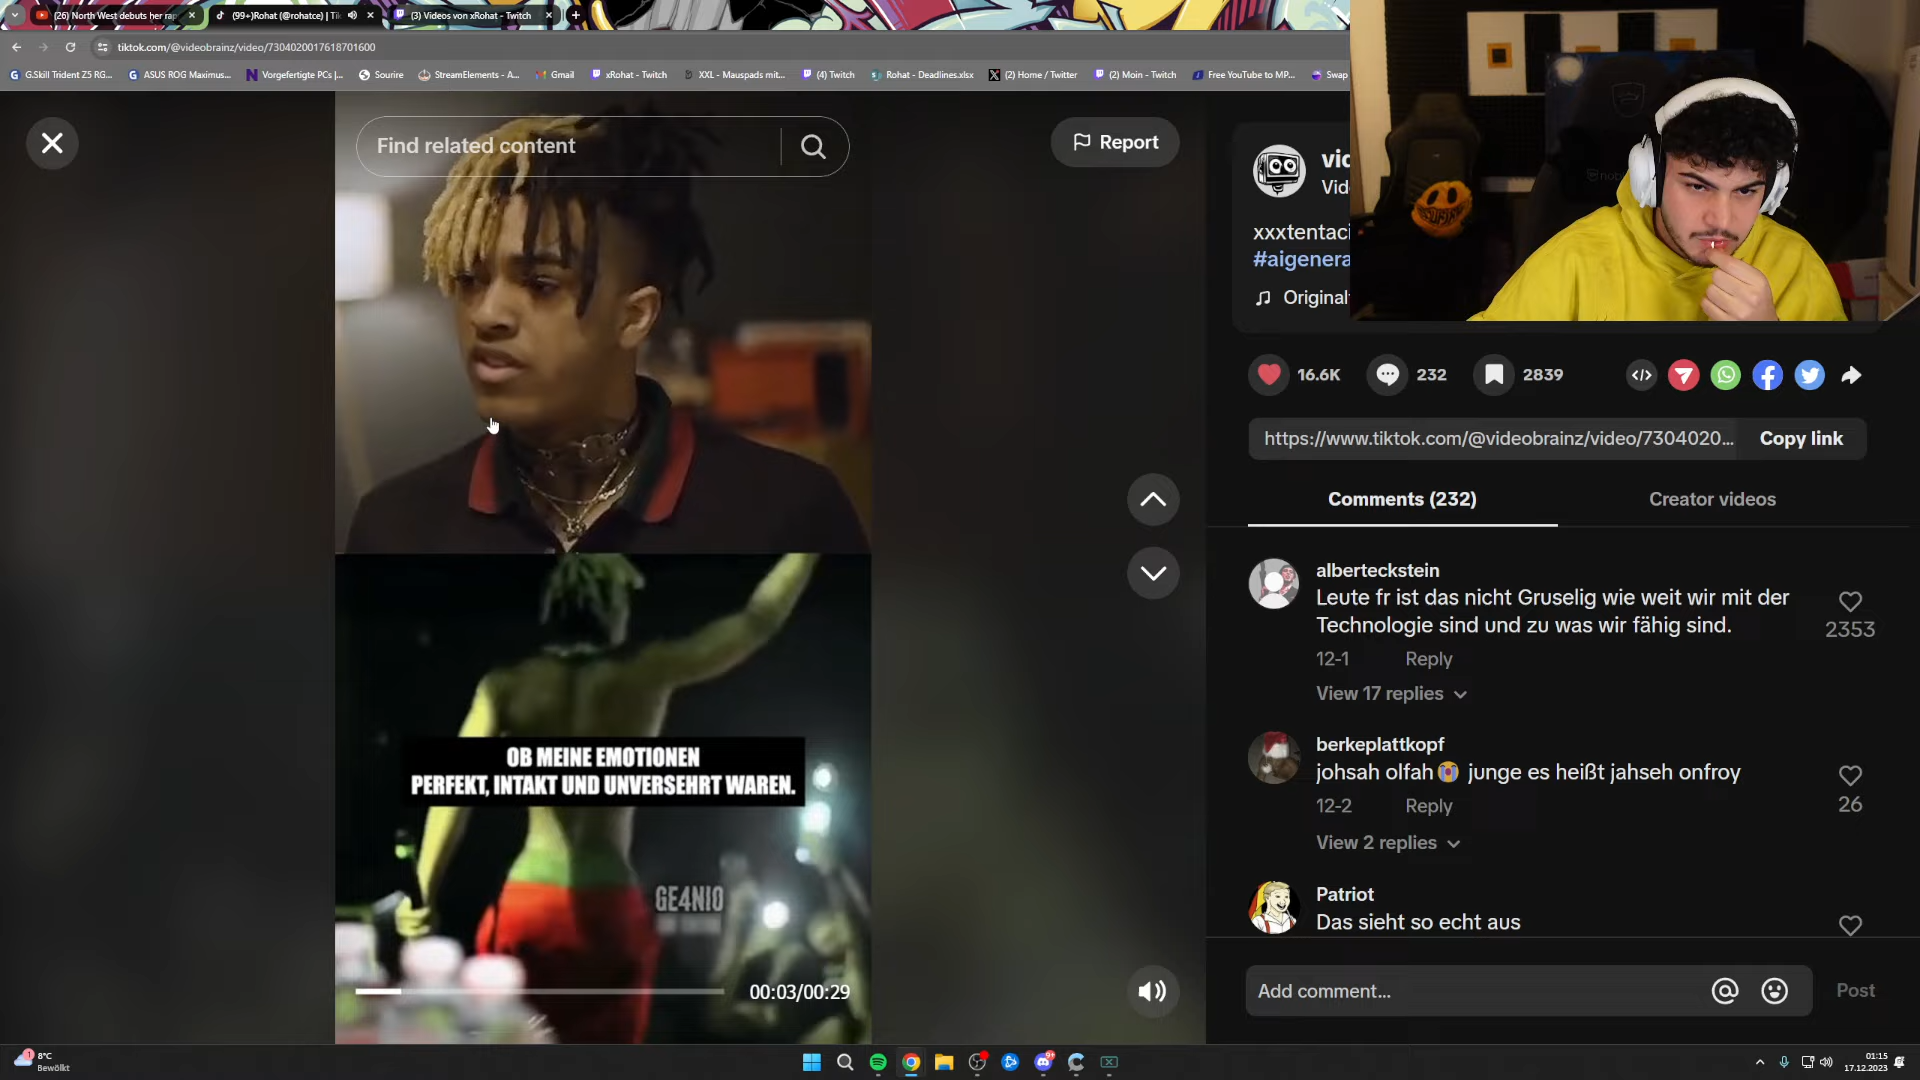 (26) North West debuts her rap
(99+)Rohat (@rohatce) | Ti
(3) Videos von xRohat - Twitch
tiktok.com/@videobrainz/video/7304020017618701600
G.Skill Trident Z5 RG...
ASUS ROG Maximus...
Vorgefertigte PCs |...
Sourire
StreamElements - A...
Gmail
xRohat - Twitch
XXL - Mauspads mit...
(4) Twitch
Rohat - Deadlines.xlsx
(2) Home / Twitter
(2) Moin - Twitch
Free YouTube to MP...
Swap
Find related content
Report
vid
Vid
xxxtentaci
#aigenera
Original
16.6K
232
2839
https://www.tiktok.com/@videobrainz/video/7304020...
Copy link
Comments (232)
Creator videos
alberteckstein
Leute fr ist das nicht Gruselig wie weit wir mit der
Technologie sind und zu was wir fähig sind.
2353
12-1
Reply
View 17 replies
berkeplattkopf
johsah olfah😭 junge es heißt jahseh onfroy
26
12-2
Reply
View 2 replies
Patriot
Das sieht so echt aus
OB MEINE EMOTIONEN
PERFEKT, INTAKT UND UNVERSEHRT WAREN.
GE4NI0
00:03/00:29
Add comment...
Post
8°C
Bewölkt
01:15
17.12.2023